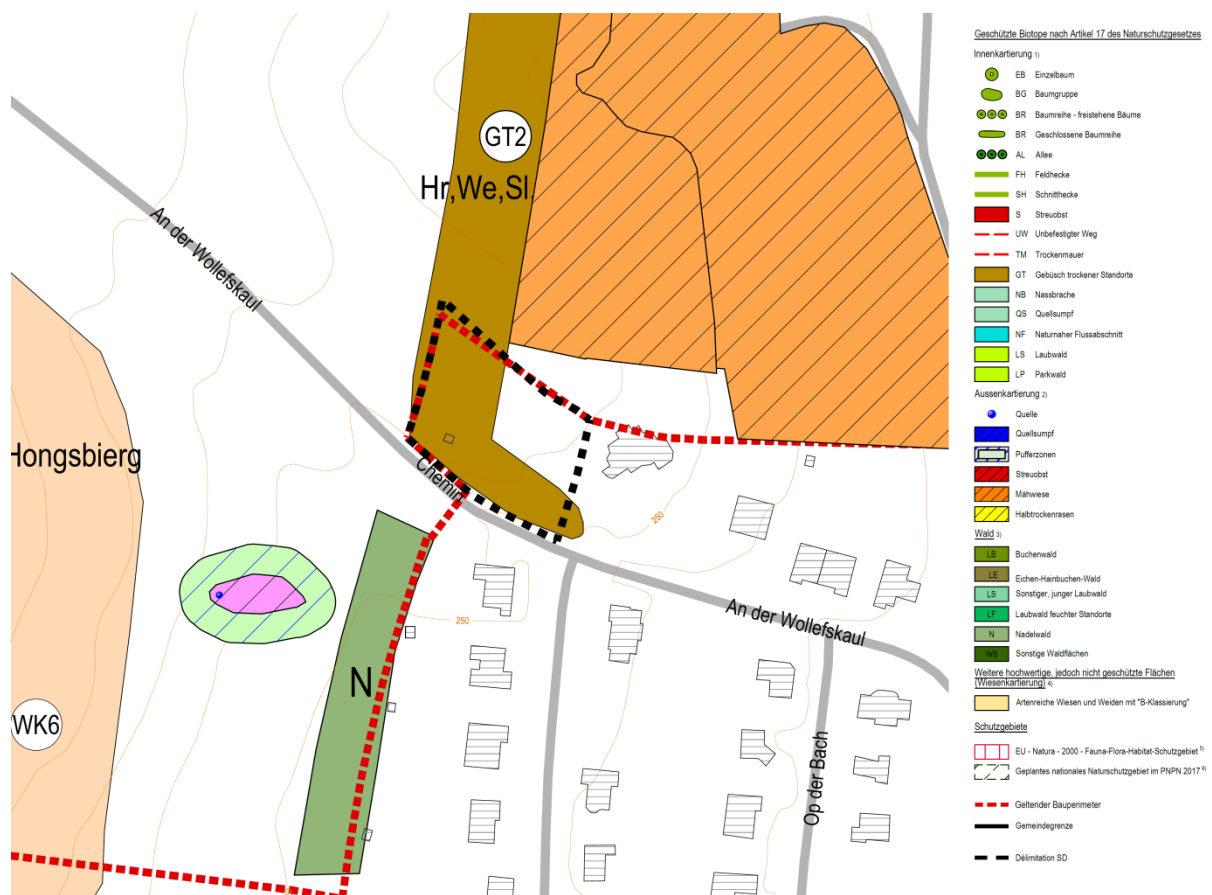 GT2
Hr,We,Sl
An der Wollefskaul
Hongsbierg
Chemin
250
250
An der Wollefskaul
N
WK6
Op der Bach
Geschützte Biotope nach Artikel 17 des Naturschutzgesetzes
Innenkartierung 1)
EB Einzelbaum
BG Baumgruppe
BR Baumreihe - freistehene Bäume
BR Geschlossene Baumreihe
AL Allee
FH Feldhecke
SH Schnitthecke
S Streuobst
UW Unbefestigter Weg
TM Trockenmauer
GT Gebüsch trockener Standorte
NB Nassbrache
QS Quellsumpf
NF Naturnaher Flussabschnitt
LS Laubwald
LP Parkwald
Aussenkartierung 2)
Quelle
Quellsumpf
Pufferzonen
Streuobst
Mähwiese
Halbtrockenrasen
Wald 3)
LB Buchenwald
LE Eichen-Hainbuchen-Wald
LS Sonstiger, junger Laubwald
LF Laubwald feuchter Standorte
N Nadelwald
WS Sonstige Waldflächen
Weitere hochwertige, jedoch nicht geschützte Flächen
(Wiesenkartierung) 4)
Artenreiche Wiesen und Weiden mit "B-Klassierung"
Schutzgebiete
EU - Natura - 2000 - Fauna-Flora-Habitat-Schutzgebiet 5)
Geplantes nationales Naturschutzgebiet im PNPN 2017 6)
Geltender Bauperimeter
Gemeindegrenze
Délimitation SD